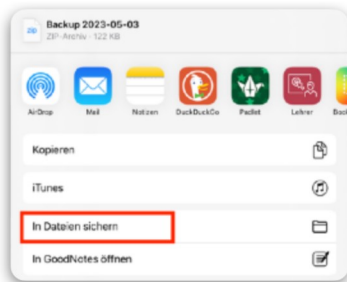 Backup 2023-05-03
ZIP-Archiv · 122 KB
ZIP
AirDrop
Mail
Notizen
DuckDuckGo
Padlet
Lehrer
Kopieren
iTunes
In Dateien sichern
In GoodNotes öffnen